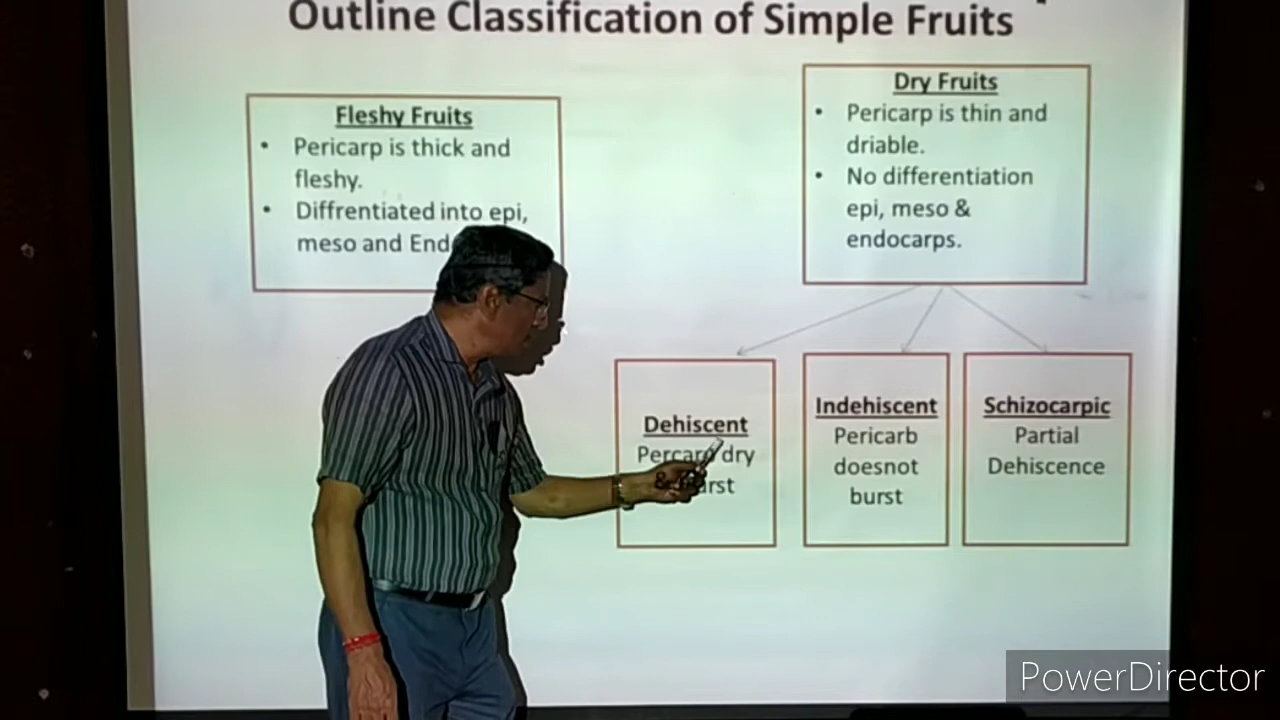 Outline Classification of Simple Fruits
Fleshy Fruits
• Pericarp is thick and
fleshy.
• Diffrentiated into epi,
meso and
Dry Fruits
• Pericarp is thin and
driable.
• No differentiation
epi, meso &
endocarps.
Dehiscent
Percarp dry
&
Indehiscent
Pericarb
doesnot
burst
Schizocarpic
Partial
Dehiscence
PowerDirector